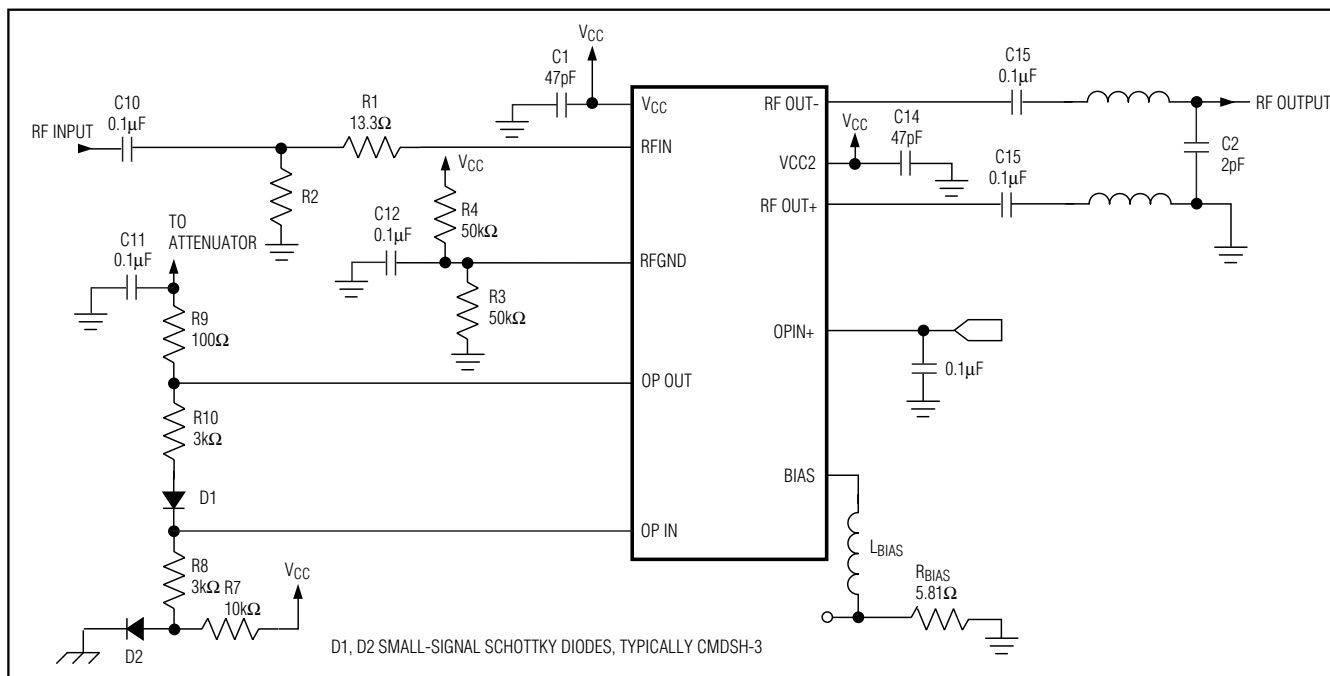 VCC
C1
47pF
C10
0.1µF
R1
13.3Ω
RF INPUT
R2
VCC
RFIN
VCC
R4
50kΩ
C12
0.1µF
RFGND
R3
50kΩ
TO
ATTENUATOR
C11
0.1µF
R9
100Ω
OP OUT
R10
3kΩ
D1
OP IN
R8
3kΩ
R7
10kΩ
VCC
D2
D1, D2 SMALL-SIGNAL SCHOTTKY DIODES, TYPICALLY CMDSH-3
RF OUT-
C15
0.1µF
RF OUTPUT
VCC
C14
47pF
VCC2
C2
2pF
C15
0.1µF
RF OUT+
OPIN+
0.1µF
BIAS
LBIAS
RBIAS
5.81Ω